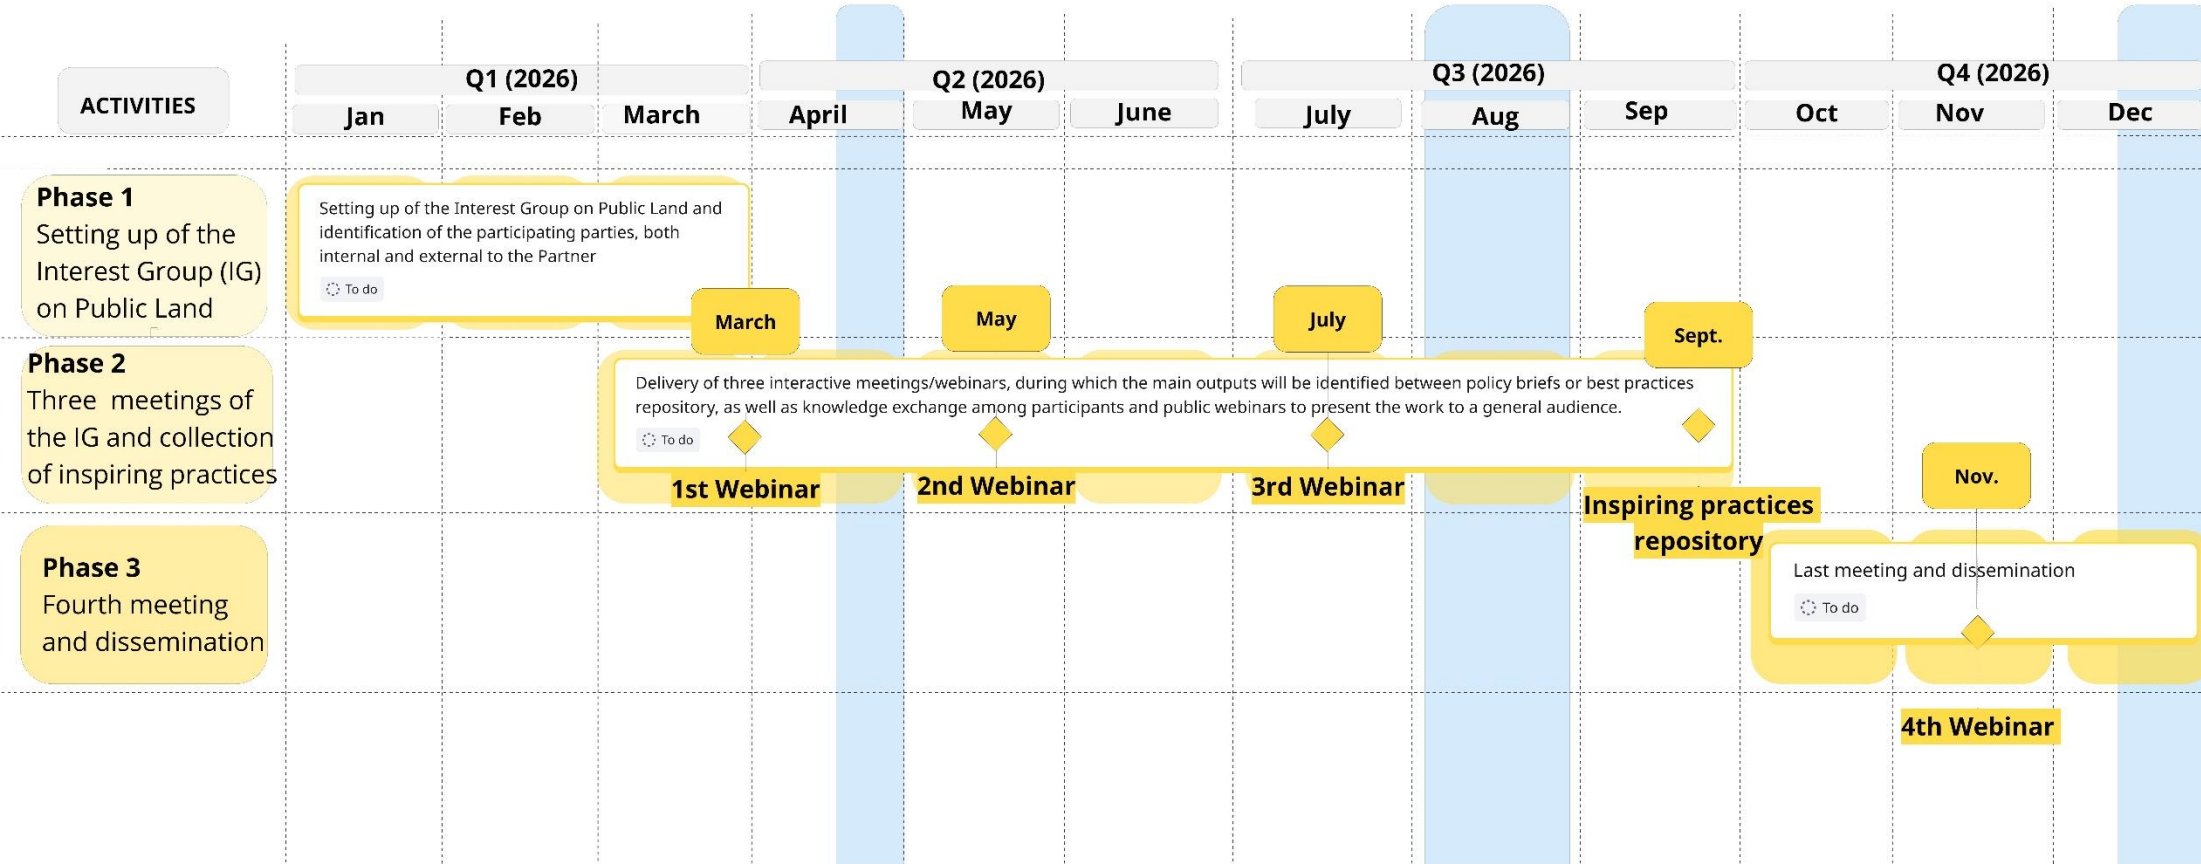 Q1 (2026)
Q2 (2026)
Q3 (2026)
Q4 (2026)
ACTIVITIES
Jan
Feb
March
April
May
June
July
Aug
Sep
Oct
Nov
Dec
Phase 1
Setting up of the
Interest Group (IG)
on Public Land
Setting up of the Interest Group on Public Land and
identification of the participating parties, both
internal and external to the Partner
To do
March
May
July
Sept.
Phase 2
Three meetings of
the IG and collection
of inspiring practices
Delivery of three interactive meetings/webinars, during which the main outputs will be identified between policy briefs or best practices
repository, as well as knowledge exchange among participants and public webinars to present the work to a general audience.
To do
1st Webinar
2nd Webinar
3rd Webinar
Inspiring practices
repository
Nov.
Phase 3
Fourth meeting
and dissemination
Last meeting and dissemination
To do
4th Webinar